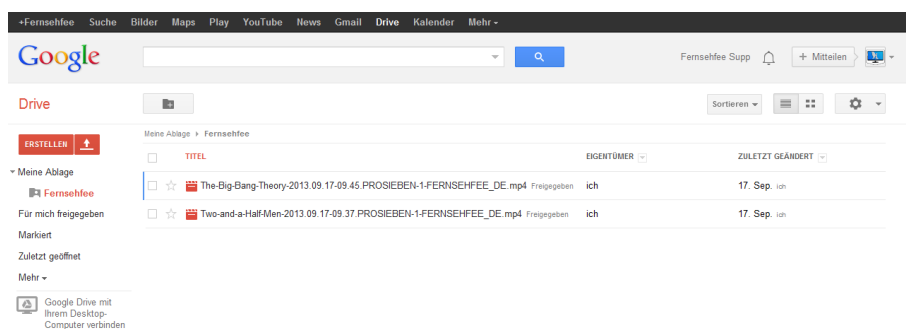 +Fernsehfee Suche Bilder Maps Play YouTube News Gmail Drive Kalender Mehr
Google
Fernsehfee Supp + Mitteilen
Drive
Sortieren
ERSTELLEN
Meine Ablage > Fernsehfee
TITEL EIGENTÜMER ZULETZT GEÄNDERT
Meine Ablage
Fernsehfee
The-Big-Bang-Theory-2013.09.17-09.45.PROSIEBEN-1-FERNSEHFEE_DE.mp4 Freigegeben ich 17. Sep. ich
Two-and-a-Half-Men-2013.09.17-09.37.PROSIEBEN-1-FERNSEHFEE_DE.mp4 Freigegeben ich 17. Sep. ich
Für mich freigegeben
Markiert
Zuletzt geöffnet
Mehr
Google Drive mit
Ihrem Desktop-
Computer verbinden